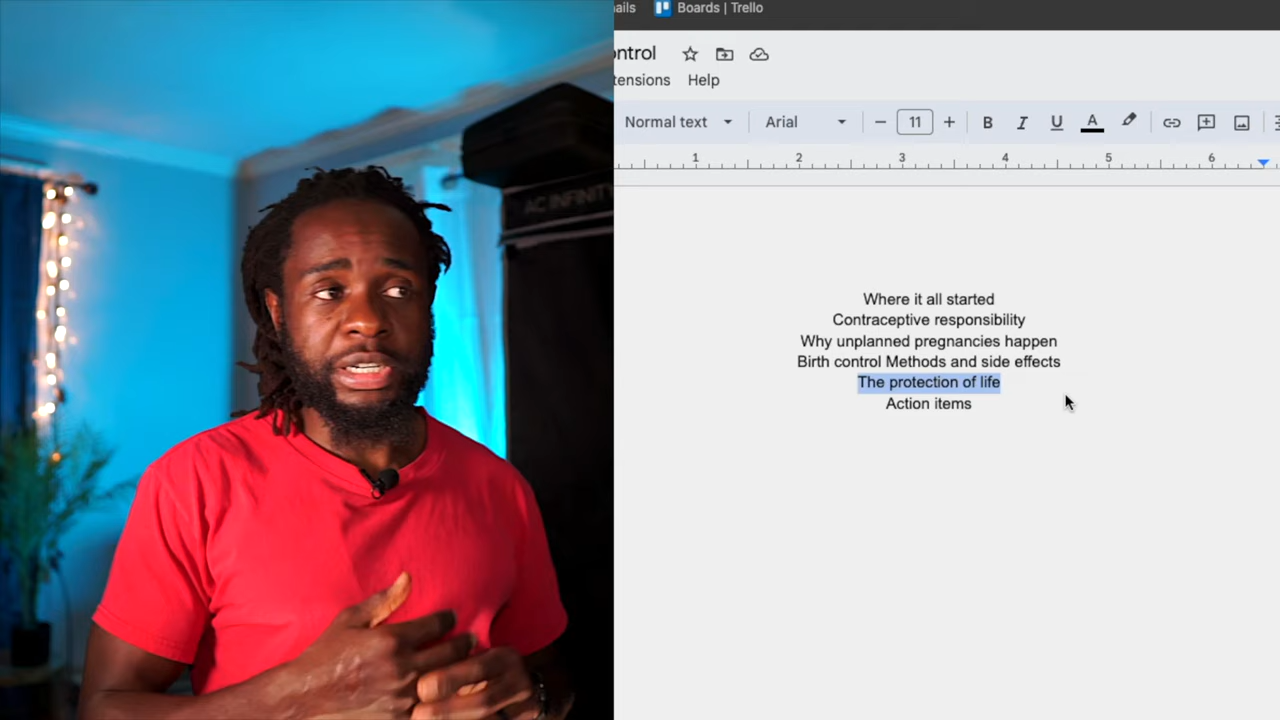 AC INFINITY
ails Boards | Trello
ntrol
tensions Help
Normal text Arial 11 B I U A
1 2 3 4 5 6
Where it all started
Contraceptive responsibility
Why unplanned pregnancies happen
Birth control Methods and side effects
The protection of life
Action items